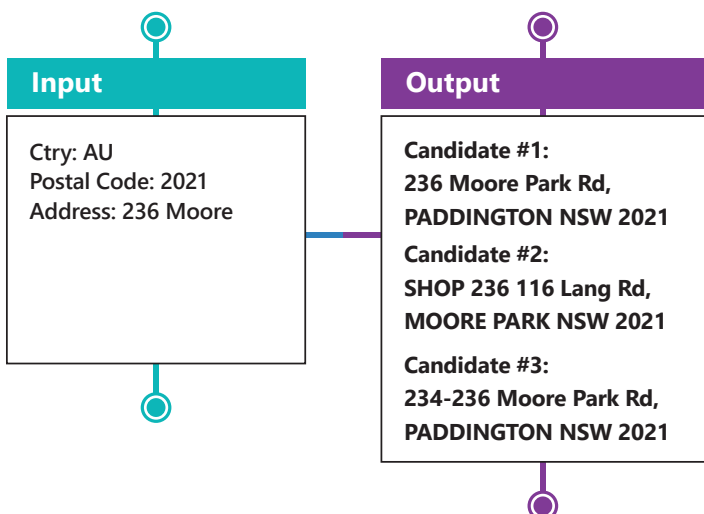 Input
Ctry: AU
Postal Code: 2021
Address: 236 Moore
Output
Candidate #1:
236 Moore Park Rd,
PADDINGTON NSW 2021
Candidate #2:
SHOP 236 116 Lang Rd,
MOORE PARK NSW 2021
Candidate #3:
234-236 Moore Park Rd,
PADDINGTON NSW 2021